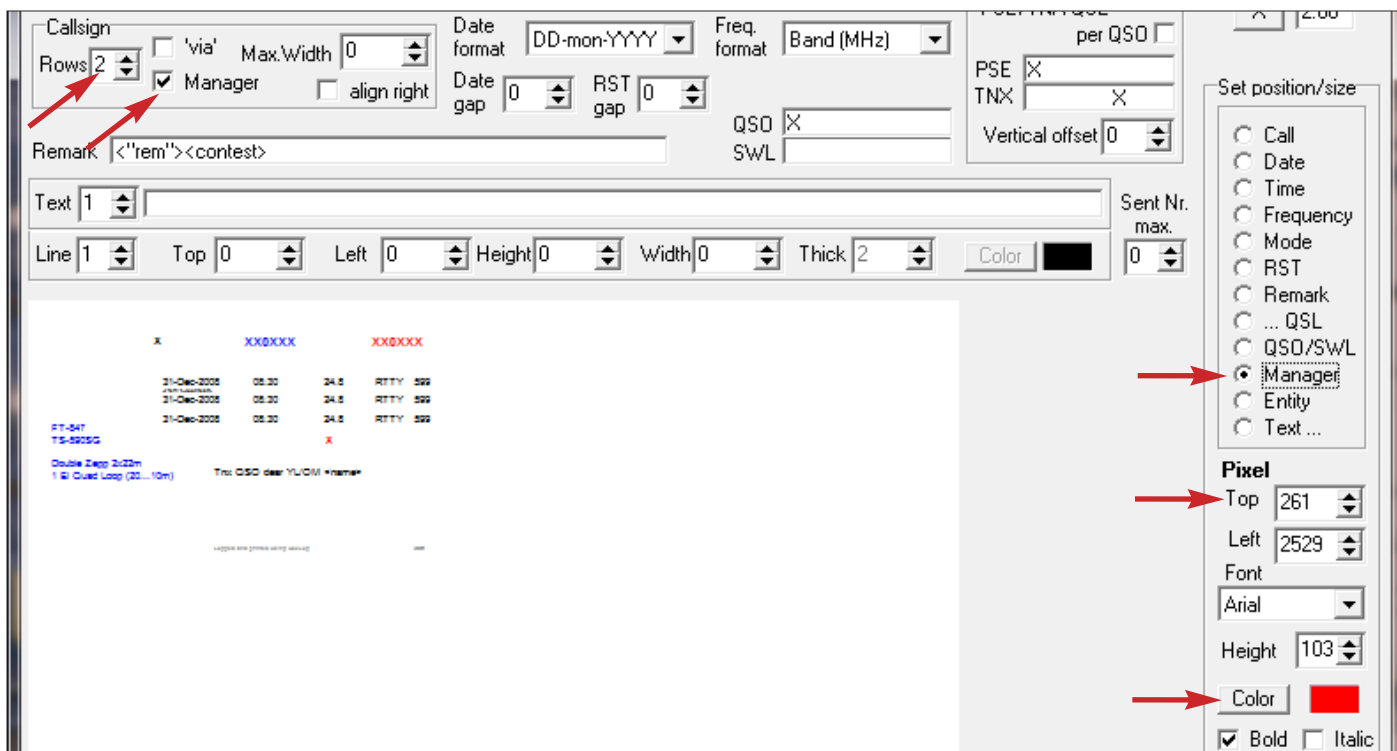 Callsign
Rows 2
'via'
Max.Width 0
Manager
align right
Date format DD-mon-YYYY
Freq. format Band (MHz)
Date gap 0
RST gap 0
per QSO
PSE X
TNX X
Vertical offset 0
X 2.00
Remark <"rem"><contest>
QSO X
SWL
Text 1
Sent Nr. max.
0
Line 1 Top 0 Left 0 Height 0 Width 0 Thick 2 Color
X XX0XXX XX0XXX
31-Dec-2008 08.30 24.8 RTTY 599
31-Dec-2008 08.30 24.8 RTTY 599
31-Dec-2008 08.30 24.8 RTTY 599
FT-847
TS-590SG X
Double Zepp 2x22m
1 El Quad Loop (20...10m) Tnx QSO dear YL/OM <name>
Set position/size
Call
Date
Time
Frequency
Mode
RST
Remark
... QSL
QSO/SWL
Manager
Entity
Text ...
Pixel
Top 261
Left 2529
Font
Arial
Height 103
Color
Bold Italic